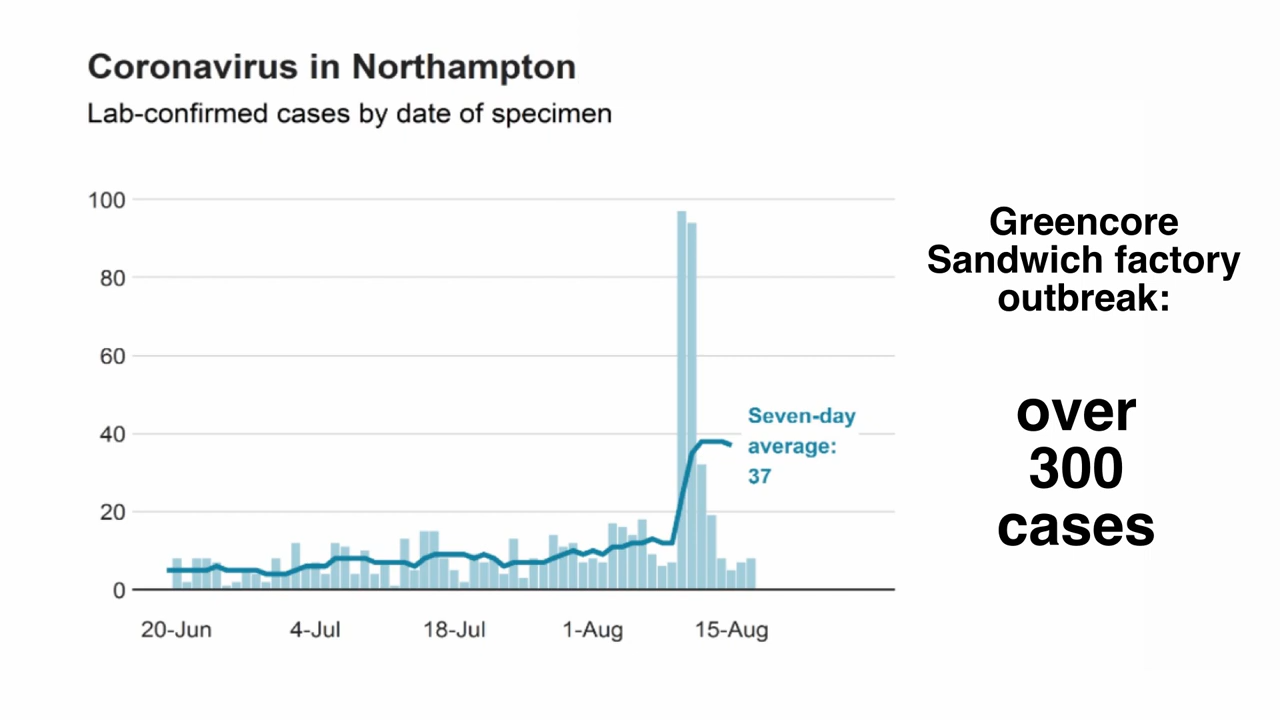 Coronavirus in Northampton
Lab-confirmed cases by date of specimen
100
80
60
40
20
0
20-Jun
4-Jul
18-Jul
1-Aug
15-Aug
Seven-day
average:
37
Greencore
Sandwich factory
outbreak:
over
300
cases